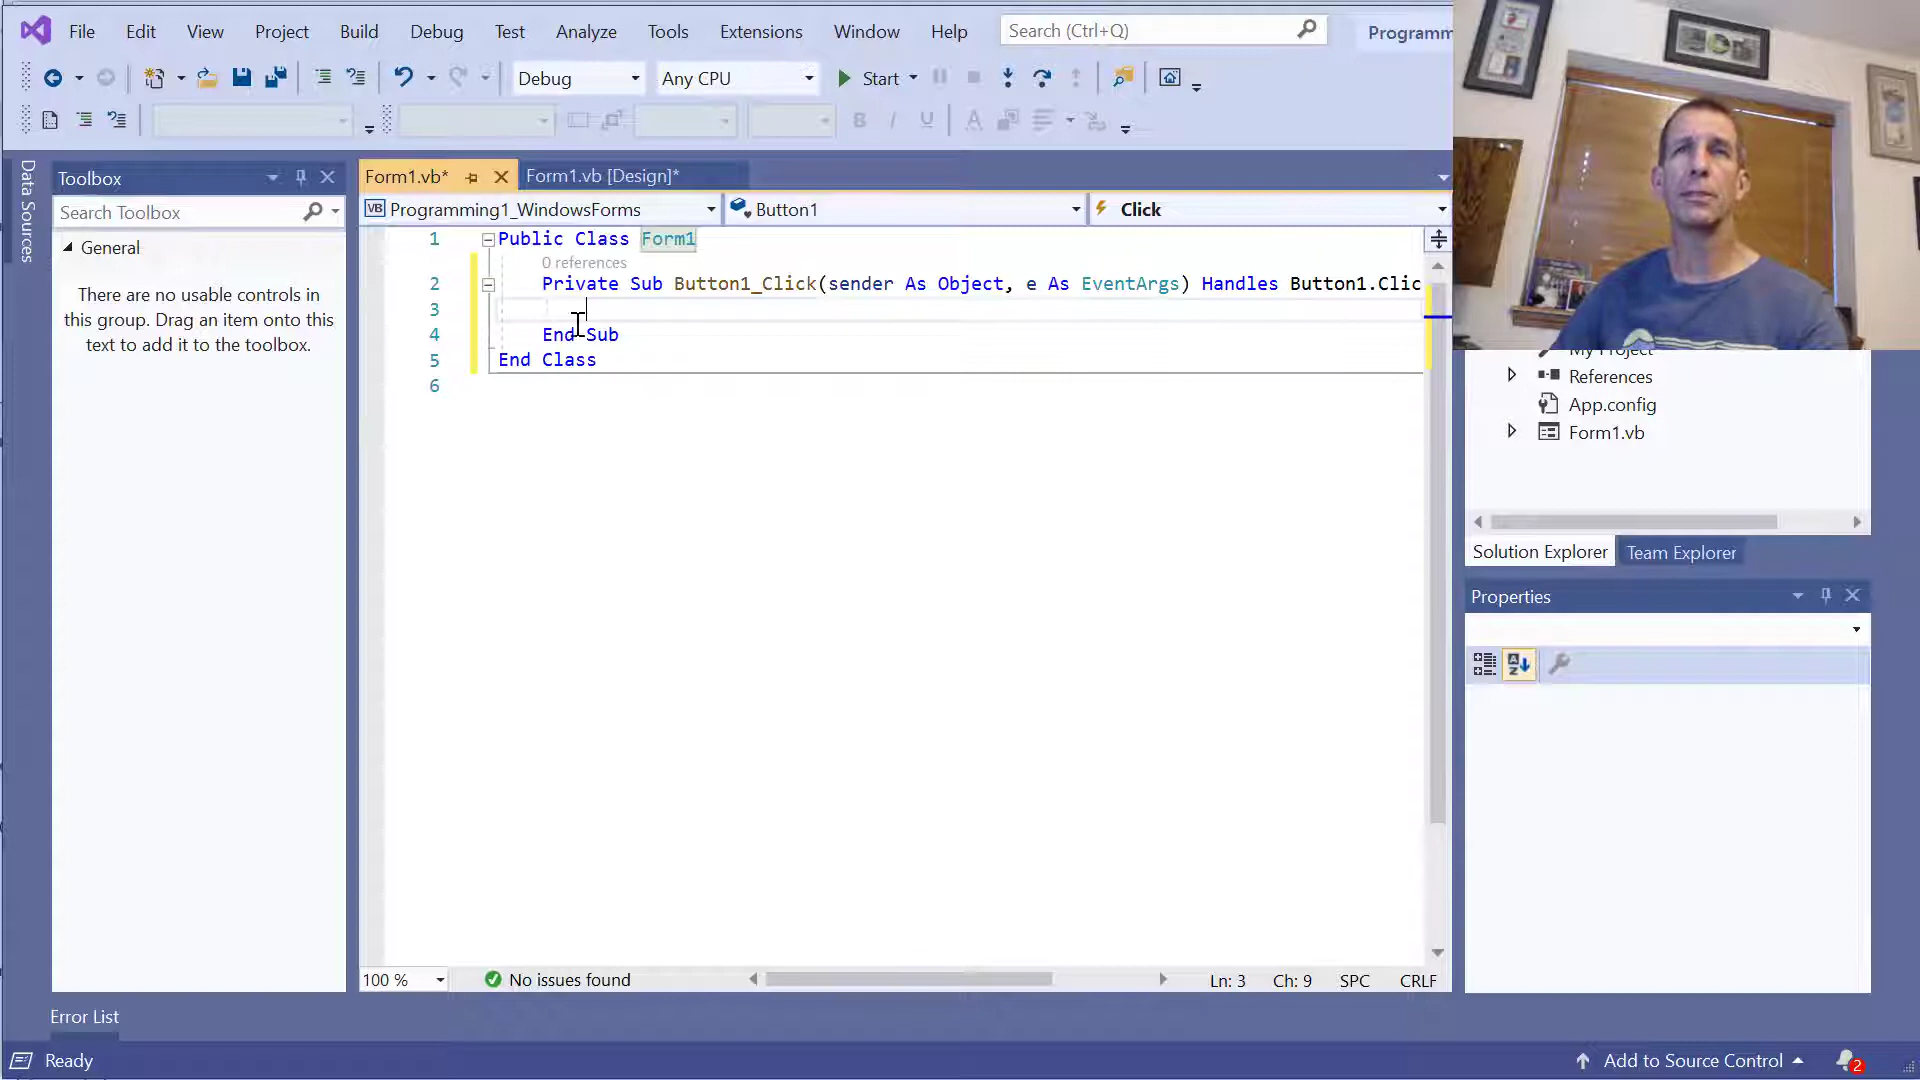 File Edit View Project Build Debug Test Analyze Tools Extensions Window Help Search (Ctrl+Q) Programm
Debug Any CPU Start
Data Sources
Toolbox
Search Toolbox
General
There are no usable controls in
this group. Drag an item onto this
text to add it to the toolbox.
Form1.vb* Form1.vb [Design]*
VB Programming1_WindowsForms Button1 Click
1 Public Class Form1
0 references
2 Private Sub Button1_Click(sender As Object, e As EventArgs) Handles Button1.Clic
3
4 End Sub
5 End Class
6
100 % No issues found Ln: 3 Ch: 9 SPC CRLF
My Project
References
App.config
Form1.vb
Solution Explorer Team Explorer
Properties
Error List
Ready Add to Source Control 2